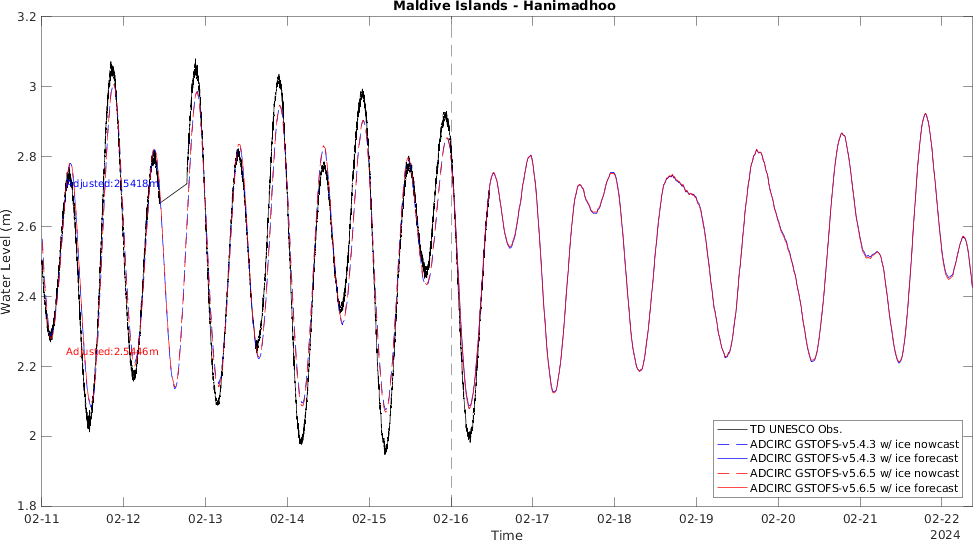 Maldive Islands - Hanimadhoo
Water Level (m)
3.2
3
2.8
2.6
2.4
2.2
2
1.8
Adjusted:2.5418m
Adjusted:2.5446m
TD UNESCO Obs.
ADCIRC GSTOFS-v5.4.3 w/ ice nowcast
ADCIRC GSTOFS-v5.4.3 w/ ice forecast
ADCIRC GSTOFS-v5.6.5 w/ ice nowcast
ADCIRC GSTOFS-v5.6.5 w/ ice forecast
02-11 02-12 02-13 02-14 02-15 02-16 02-17 02-18 02-19 02-20 02-21 02-22
Time
2024